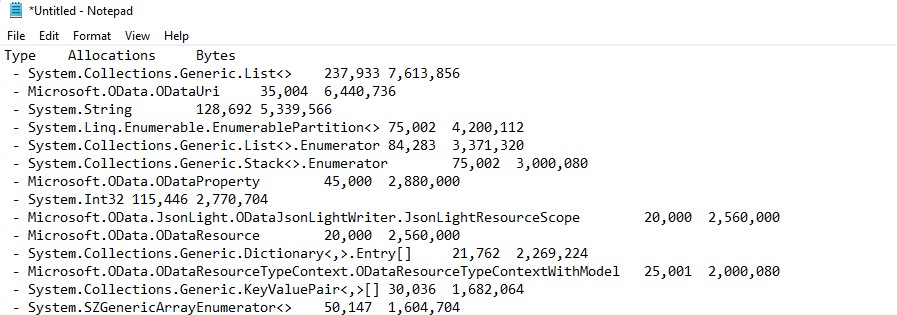 *Untitled - Notepad
File Edit Format View Help
Type Allocations Bytes
- System.Collections.Generic.List<> 237,933 7,613,856
- Microsoft.OData.ODataUri 35,004 6,440,736
- System.String 128,692 5,339,566
- System.Linq.Enumerable.EnumerablePartition<> 75,002 4,200,112
- System.Collections.Generic.List<>.Enumerator 84,283 3,371,320
- System.Collections.Generic.Stack<>.Enumerator 75,002 3,000,080
- Microsoft.OData.ODataProperty 45,000 2,880,000
- System.Int32 115,446 2,770,704
- Microsoft.OData.JsonLight.ODataJsonLightWriter.JsonLightResourceScope 20,000 2,560,000
- Microsoft.OData.ODataResource 20,000 2,560,000
- System.Collections.Generic.Dictionary<,>.Entry[] 21,762 2,269,224
- Microsoft.OData.ODataResourceTypeContext.ODataResourceTypeContextWithModel 25,001 2,000,080
- System.Collections.Generic.KeyValuePair<,>[] 30,036 1,682,064
- System.SZGenericArrayEnumerator<> 50,147 1,604,704